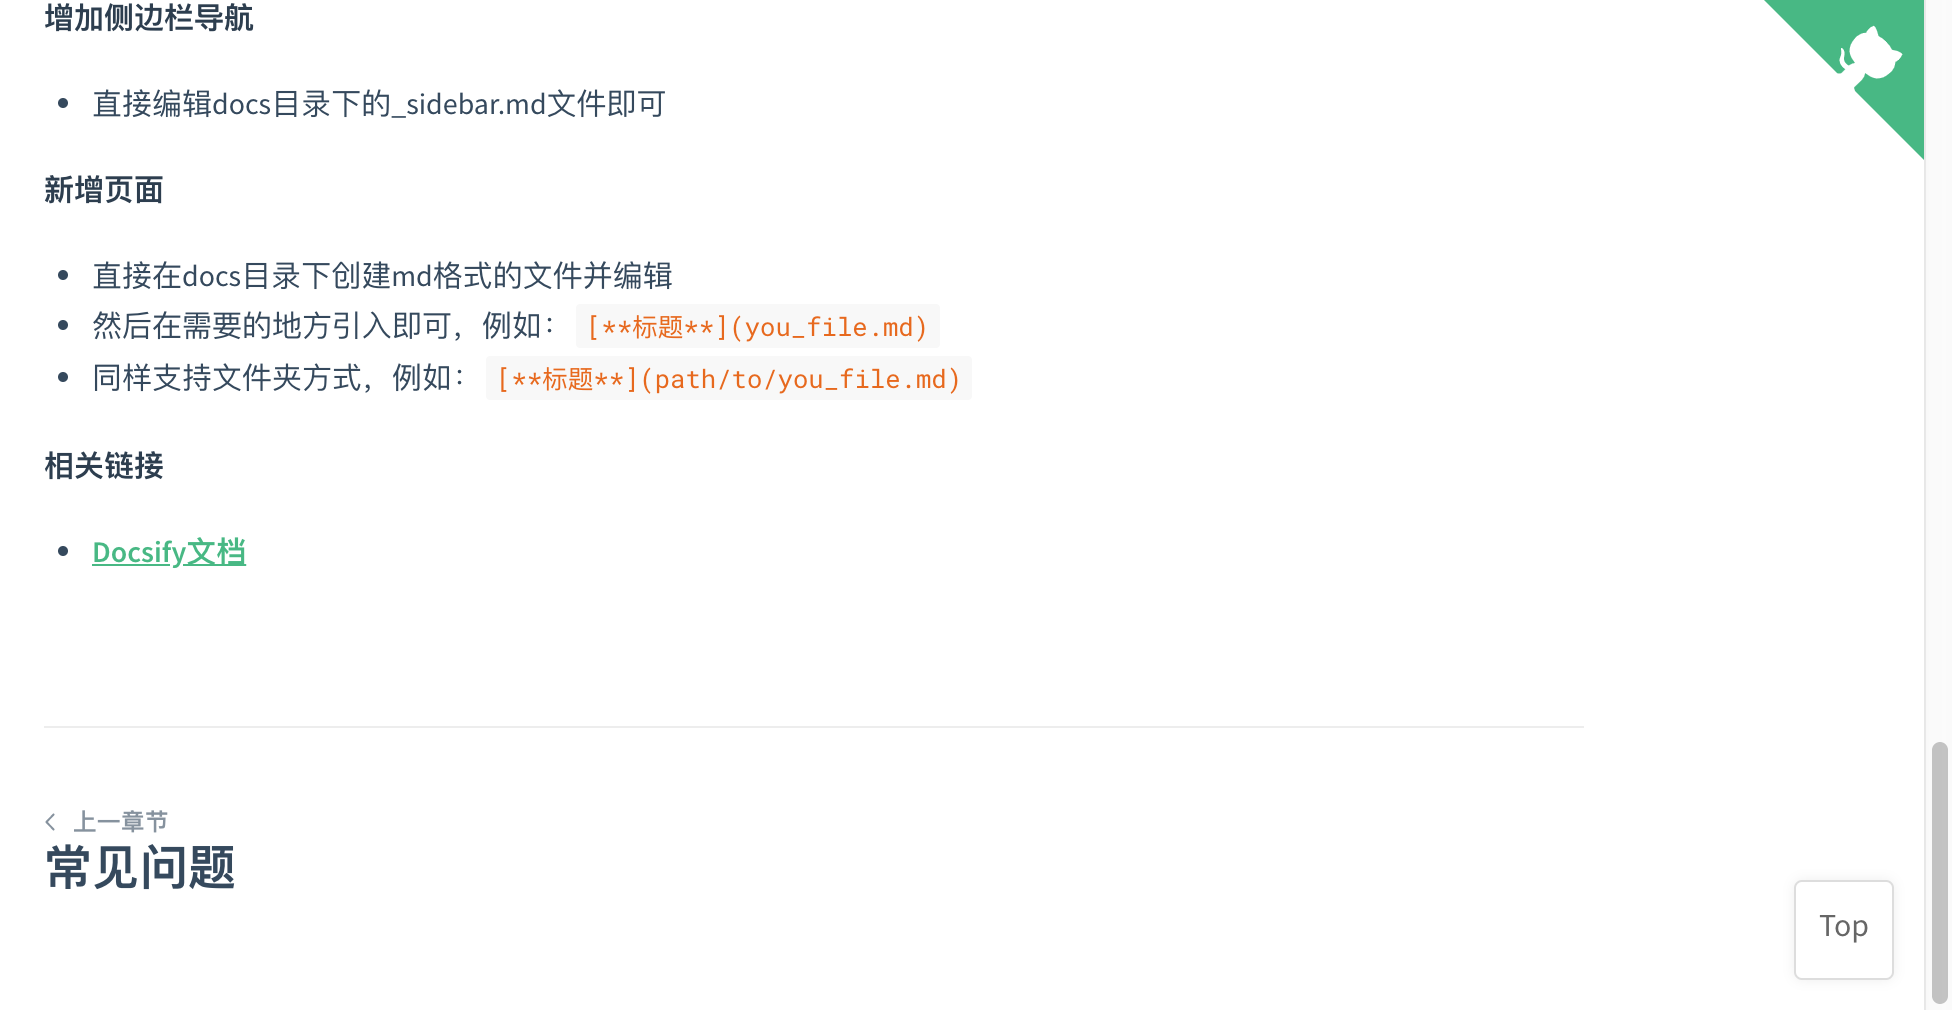 增加侧边栏导航
直接编辑docs目录下的_sidebar.md文件即可
新增页面
直接在docs目录下创建md格式的文件并编辑
然后在需要的地方引入即可，例如： [**标题**](you_file.md)
同样支持文件夹方式，例如： [**标题**](path/to/you_file.md)
相关链接
Docsify文档
上一章节
常见问题
Top